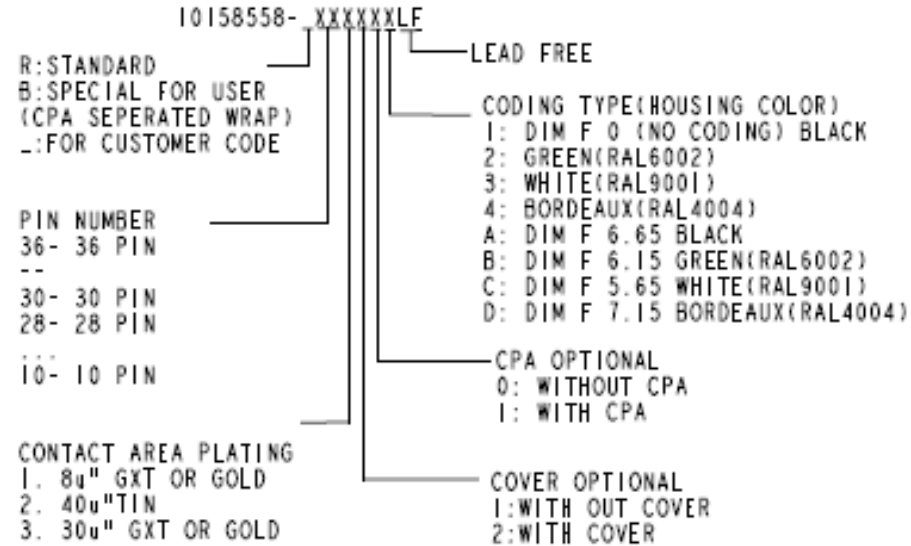 10158558-_XXXXXXLF
R:STANDARD
B:SPECIAL FOR USER
(CPA SEPERATED WRAP)
_:FOR CUSTOMER CODE
PIN NUMBER
36- 36 PIN
--
30- 30 PIN
28- 28 PIN
...
10- 10 PIN
CONTACT AREA PLATING
1. 8u" GXT OR GOLD
2. 40u"TIN
3. 30u" GXT OR GOLD
LEAD FREE
CODING TYPE(HOUSING COLOR)
1: DIM F 0 (NO CODING) BLACK
2: GREEN(RAL6002)
3: WHITE(RAL9001)
4: BORDEAUX(RAL4004)
A: DIM F 6.65 BLACK
B: DIM F 6.15 GREEN(RAL6002)
C: DIM F 5.65 WHITE(RAL9001)
D: DIM F 7.15 BORDEAUX(RAL4004)
CPA OPTIONAL
0: WITHOUT CPA
1: WITH CPA
COVER OPTIONAL
1:WITH OUT COVER
2:WITH COVER